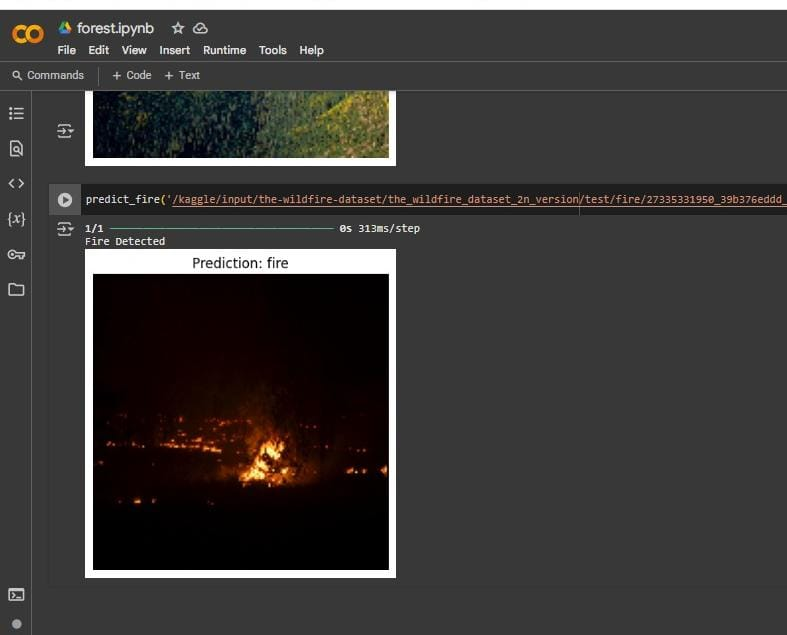 forest.ipynb
File Edit View Insert Runtime Tools Help
Commands + Code + Text
predict_fire('/kaggle/input/the-wildfire-dataset/the_wildfire_dataset_2n_version/test/fire/27335331950_39b376eddd_
1/1 0s 313ms/step
Fire Detected
Prediction: fire